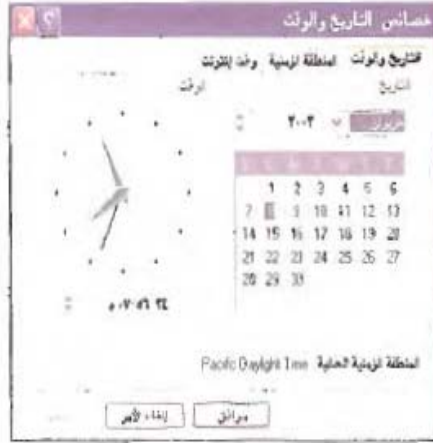 خصائص التاريخ والوقت
التاريخ والوقت المنطقة الزمنية وقت إنترنت
التاريخ
الوقت
٢٠٠٣
1 2 3 4 5 6
7 8 9 10 11 12 13
14 15 16 17 18 19 20
21 22 23 24 25 26 27
28 29 30
المنطقة الزمنية الحالية Pacific Daylight Time
موافق
إلغاء الأمر